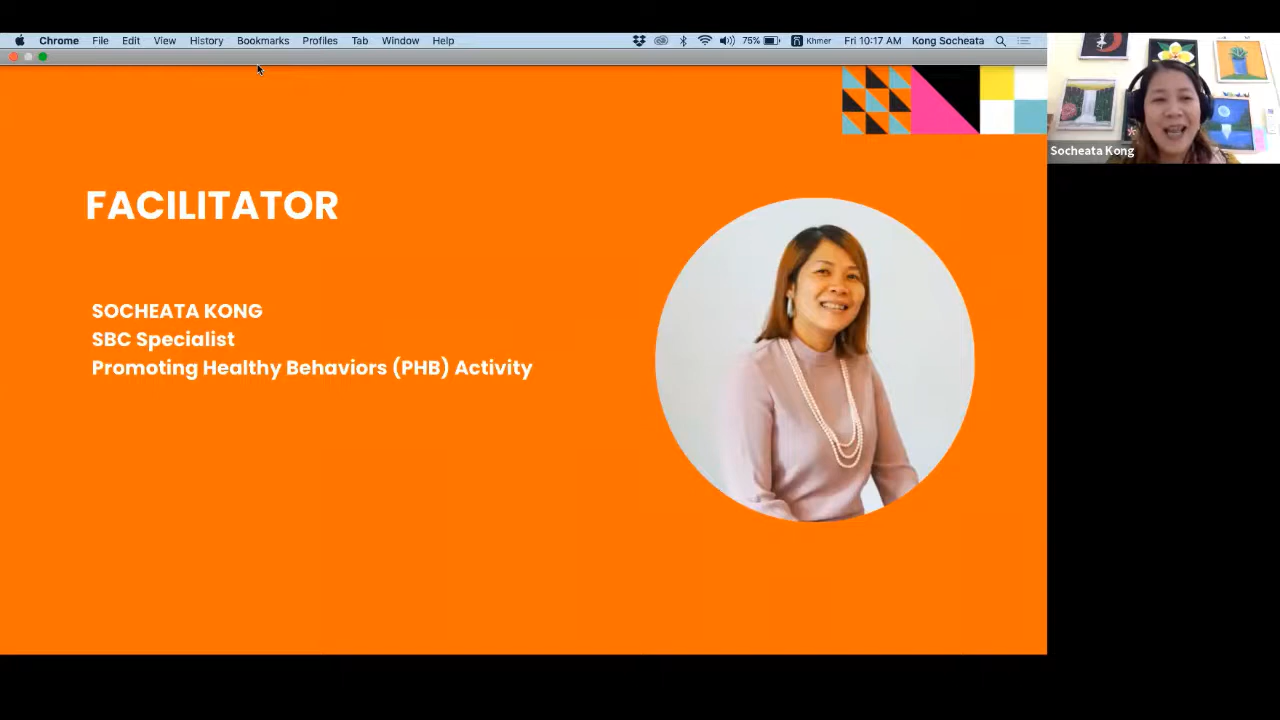 Chrome File Edit View History Bookmarks Profiles Tab Window Help 75% Khmer Fri 10:17 AM Kong Socheata
Socheata Kong
FACILITATOR
SOCHEATA KONG
SBC Specialist
Promoting Healthy Behaviors (PHB) Activity